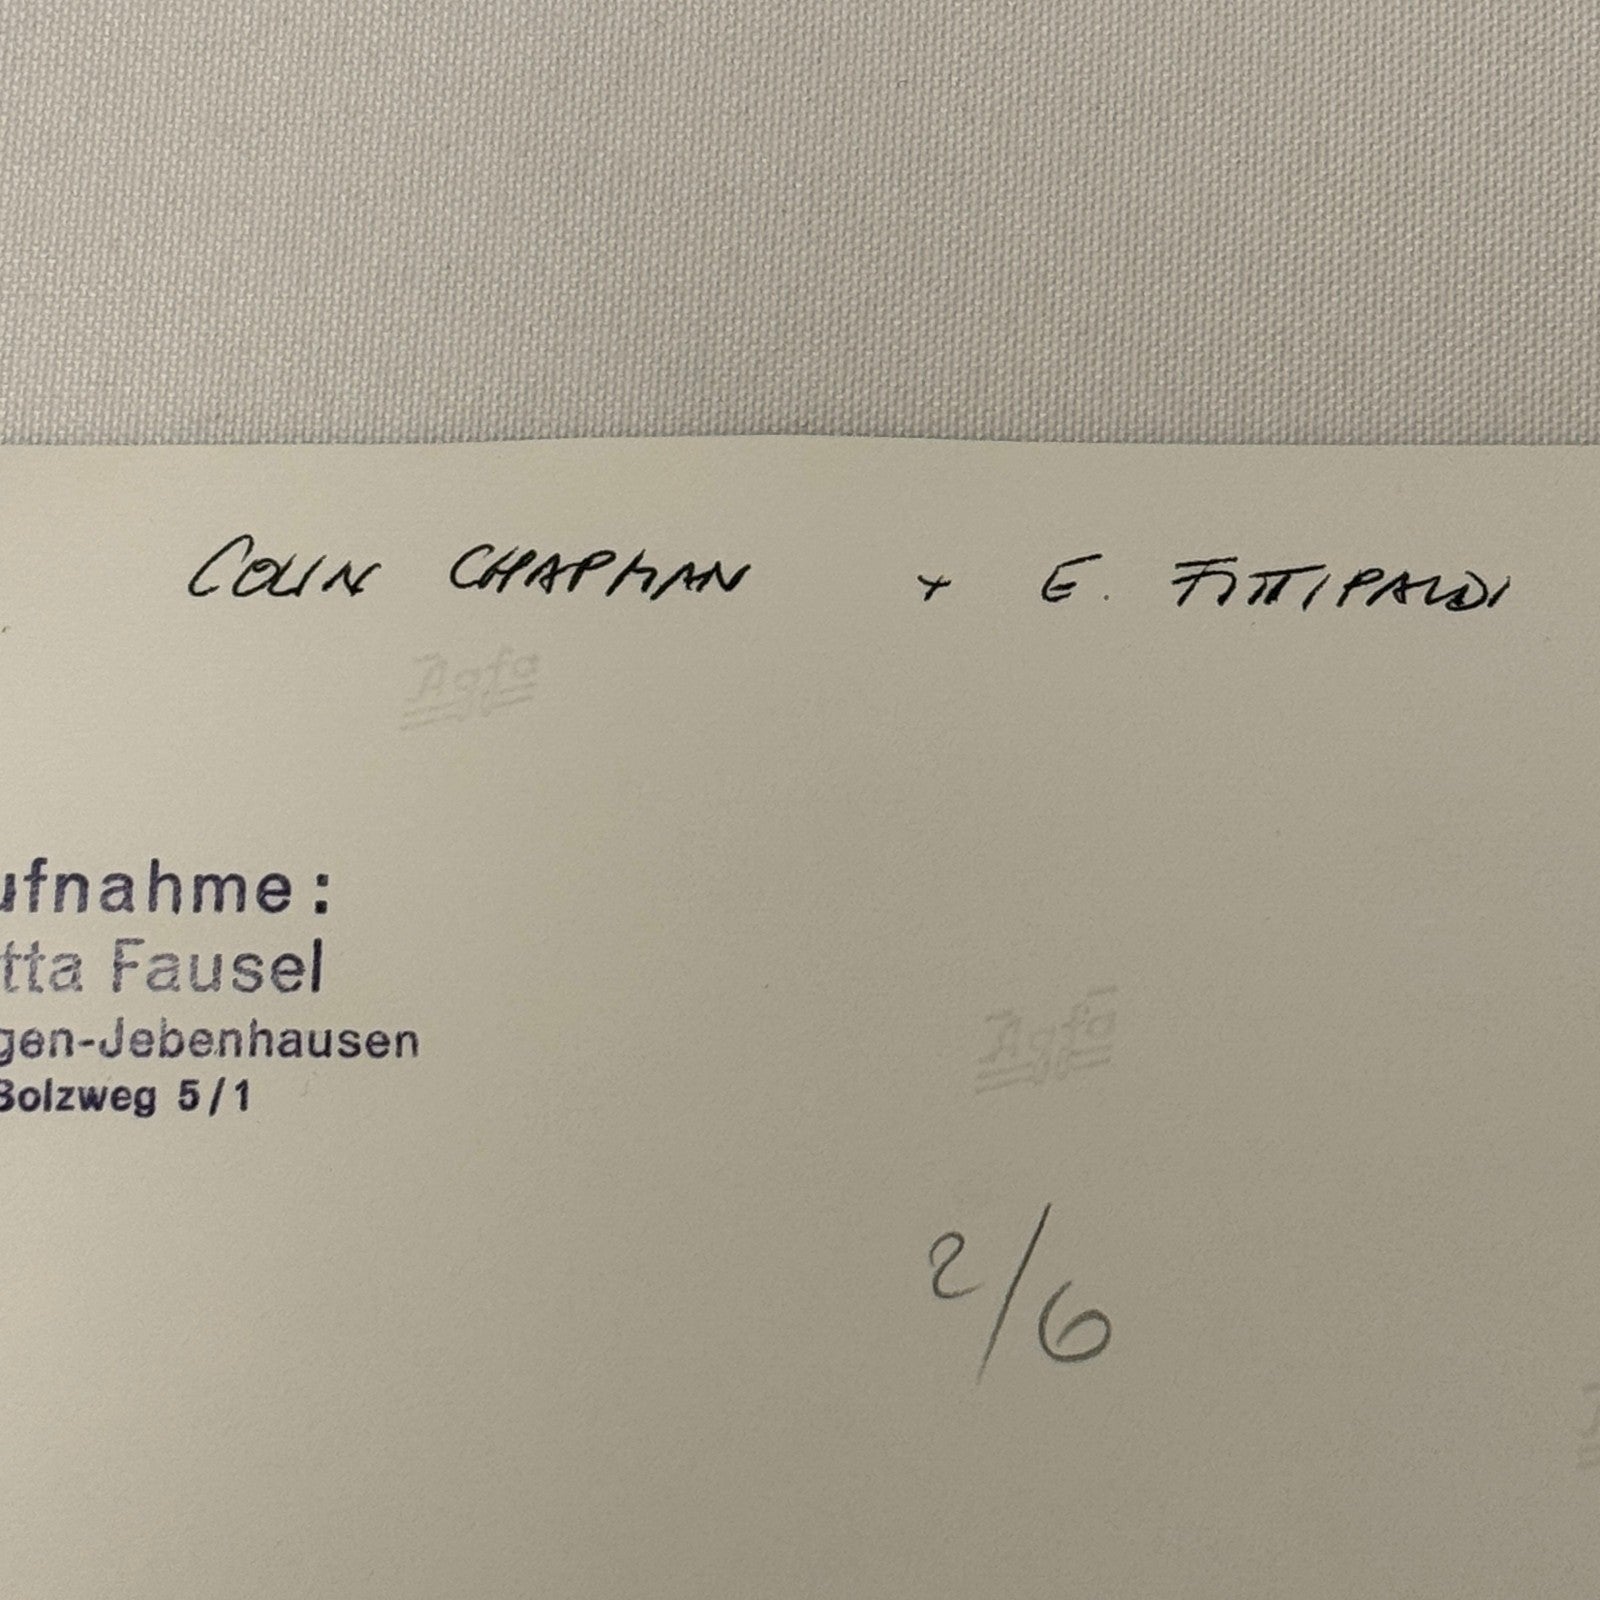 COLIN CHAPMAN + E. FITTIPALDI
Agfa
ufnahme:
tta Fausel
gen-Jebenhausen
Bolzweg 5/1
Agfa
2/6